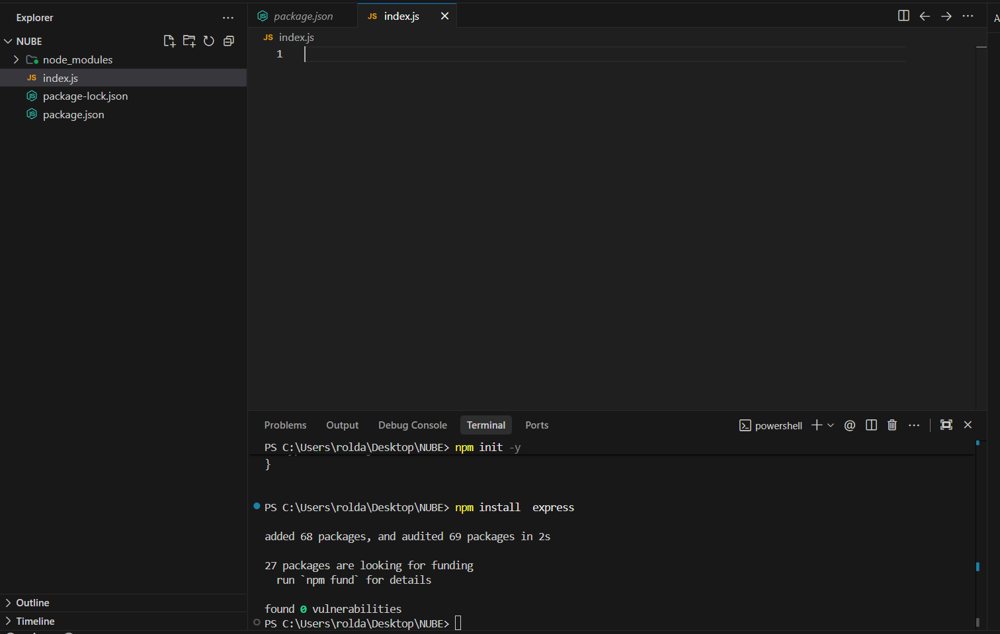 Explorer
NUBE
node_modules
JS index.js
package-lock.json
package.json
Outline
Timeline
package.json
JS index.js
JS index.js
1
Problems Output Debug Console Terminal Ports
powershell
PS C:\Users\rolda\Desktop\NUBE> npm init -y
}
PS C:\Users\rolda\Desktop\NUBE> npm install  express
added 68 packages, and audited 69 packages in 2s
27 packages are looking for funding
  run `npm fund` for details
found 0 vulnerabilities
PS C:\Users\rolda\Desktop\NUBE>